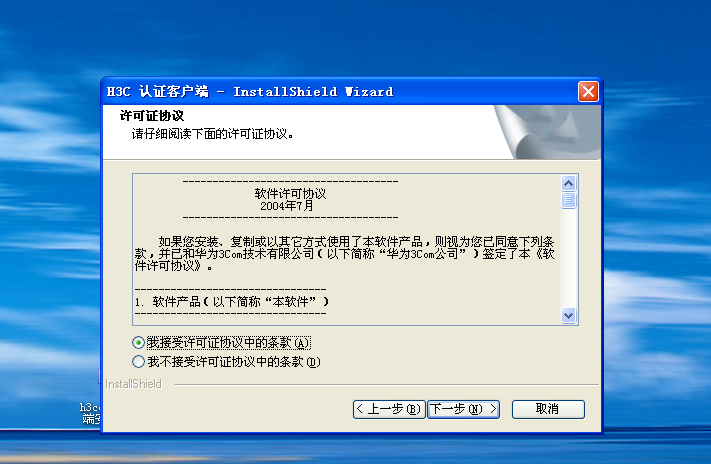 H3C 认证客户端 - InstallShield Wizard
许可证协议
请仔细阅读下面的许可证协议。
------------------------------------
软件许可协议
2004年7月
------------------------------------
如果您安装、复制或以其它方式使用了本软件产品，则视为您已同意下列条
款，并已和华为3Com技术有限公司（以下简称“华为3Com公司”）签定了本《软
件许可协议》。
--------------------------------
1. 软件产品（以下简称“本软件”）
--------------------------------
我接受许可证协议中的条款(A)
我不接受许可证协议中的条款(D)
InstallShield
h3c
端安
< 上一步(B)
下一步(N) >
取消